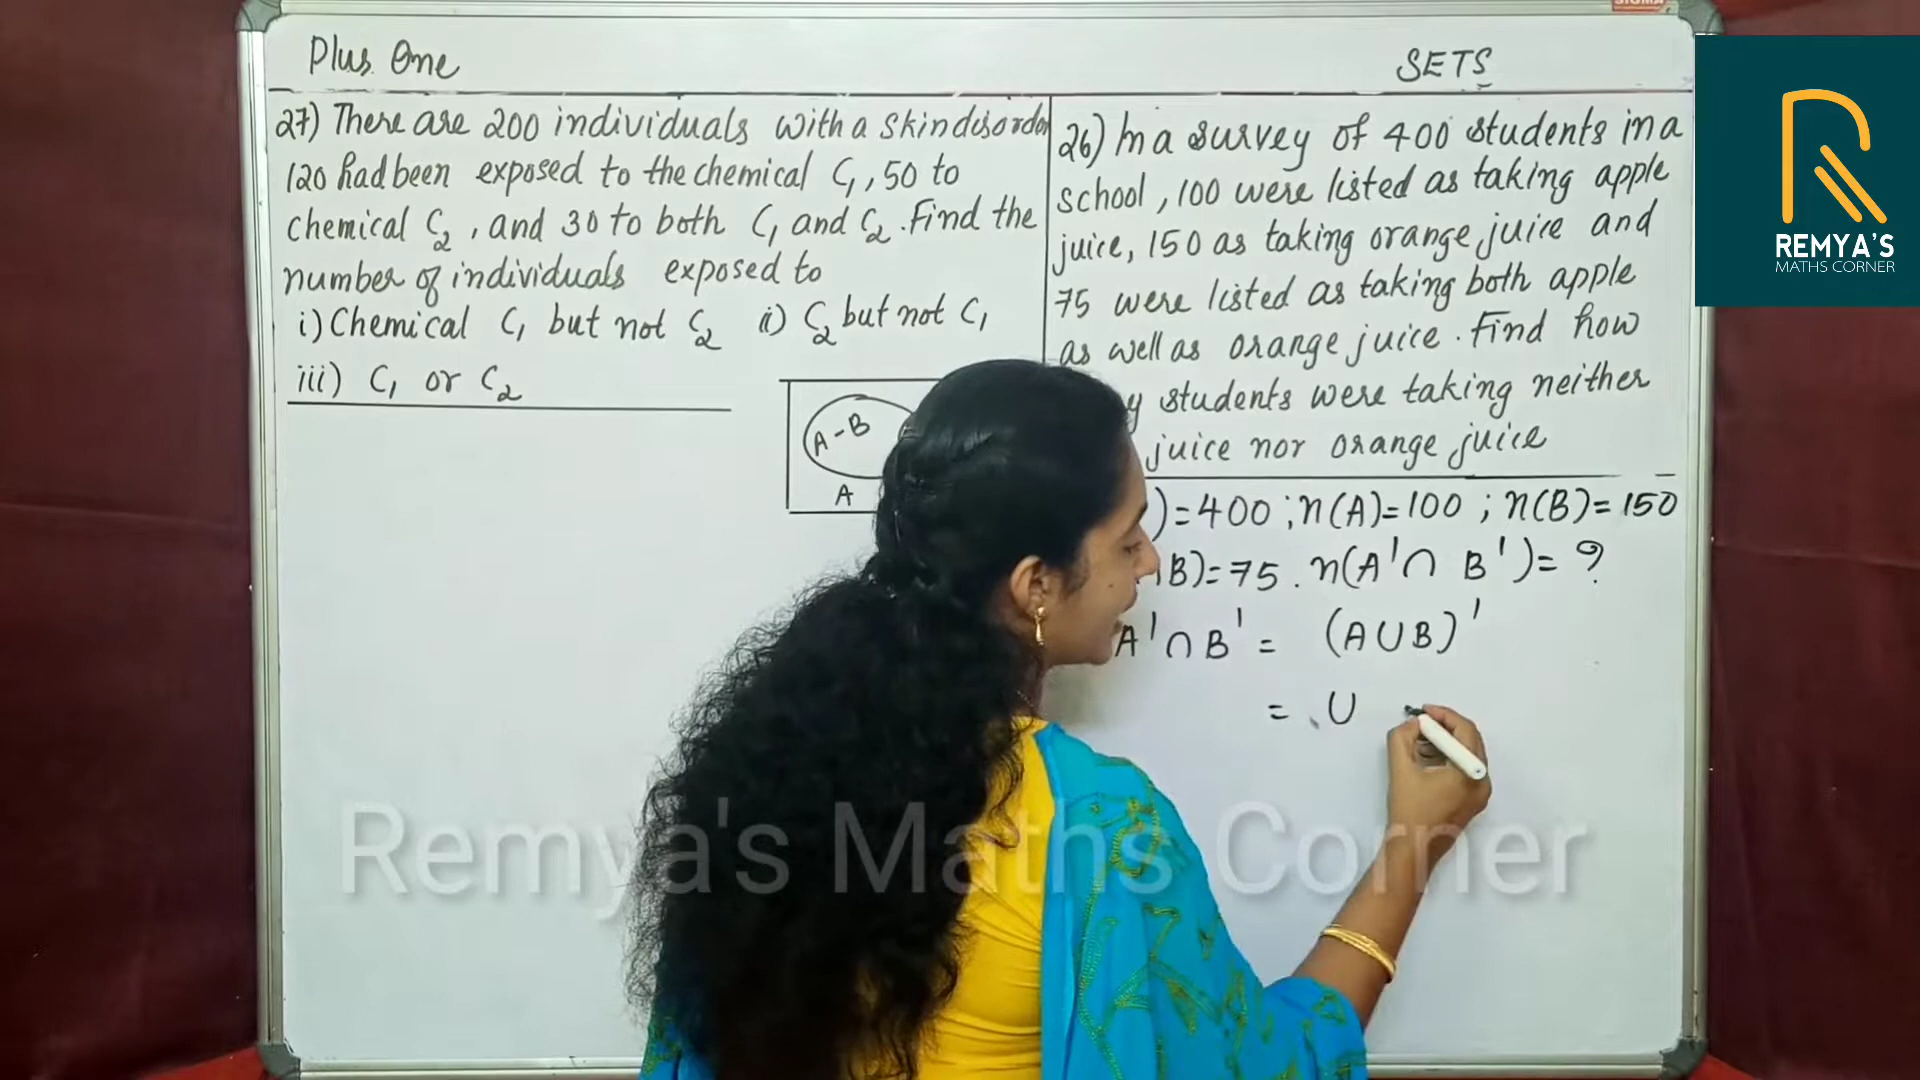 Plus One
SETS
27) There are 200 individuals with a skin disorder
120 had been exposed to the chemical C₁, 50 to
chemical C₂, and 30 to both C₁ and C₂. Find the
number of individuals exposed to
i) Chemical C₁ but not C₂ ii) C₂ but not C₁
iii) C₁ or C₂
A-B
A
26) In a survey of 400 students in a
school, 100 were listed as taking apple
juice, 150 as taking orange juice and
75 were listed as taking both apple
as well as orange juice. Find how
y students were taking neither
juice nor orange juice
)=400 ; n(A)=100 ; n(B)=150
B)=75. n(A'∩ B')= ?
A'∩B' = (A∪B)'
= U
REMYA'S
MATHS CORNER
Remya's Maths Corner